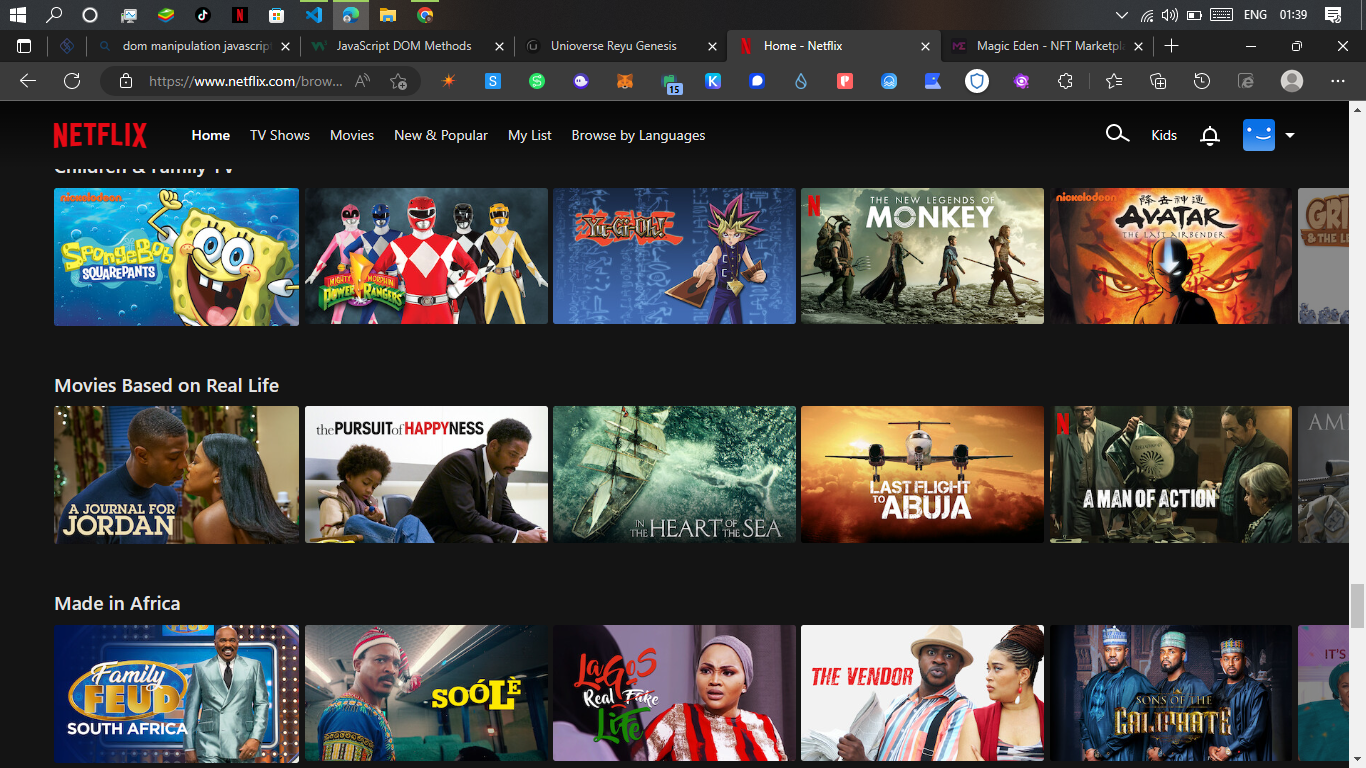 ENG 01:39
15
dom manipulation javascript
JavaScript DOM Methods
Unioverse Reyu Genesis
Home - Netflix
Magic Eden - NFT Marketpl
https://www.netflix.com/brow...
NETFLIX
Home
TV Shows
Movies
New & Popular
My List
Browse by Languages
Kids
Children & Family TV
nickelodeon
SpongeBob
SQUAREPANTS
MIGHTY MORPHIN
POWER RANGERS
Yu-Gi-Oh!
N
THE NEW LEGENDS OF
MONKEY
nickelodeon
降去神通
AVATAR
THE LAST AIRBENDER
& THE
Movies Based on Real Life
A JOURNAL FOR
JORDAN
the PURSUIT of HAPPYNESS
IN THE HEART OF THE SEA
LAST FLIGHT
TO ABUJA
N
A MAN OF ACTION
Made in Africa
Family
FEUD
SOUTH AFRICA
SOÓLÈ
LAGOS
Real Fake
LIFE
THE VENDOR
SONS OF THE
CALIPHATE
IT'S